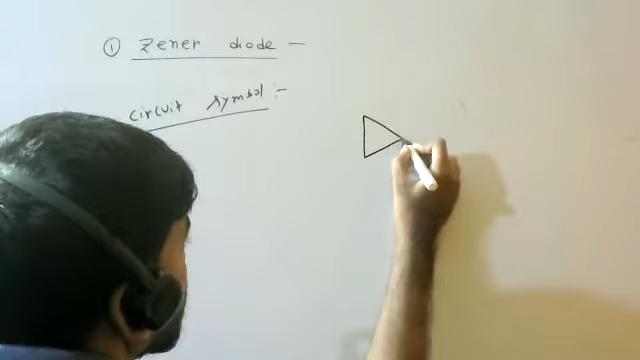 ① Zener diode –
circuit symbol :-